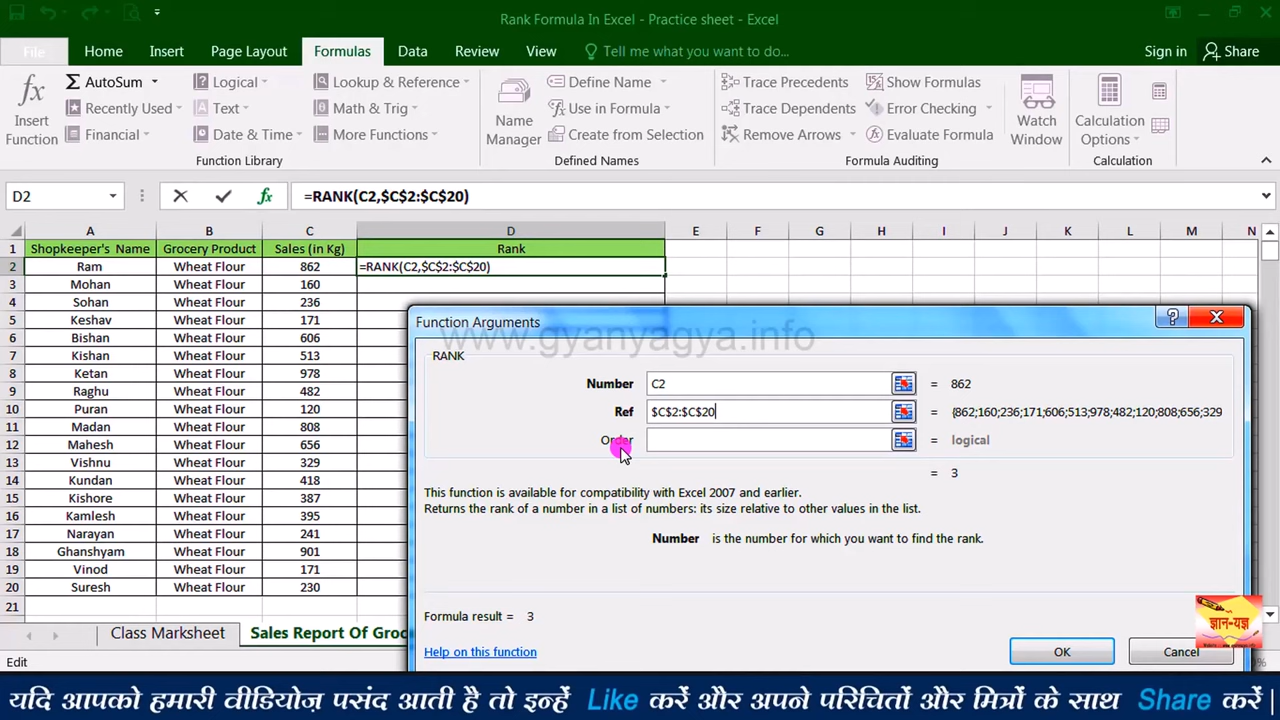 Rank Formula In Excel - Practice sheet - Excel
File Home Insert Page Layout Formulas Data Review View Tell me what you want to do... Sign in Share
fx Insert Function
AutoSum
Recently Used
Financial
Logical
Text
Date & Time
Lookup & Reference
Math & Trig
More Functions
Function Library
Name Manager
Define Name
Use in Formula
Create from Selection
Defined Names
Trace Precedents
Trace Dependents
Remove Arrows
Show Formulas
Error Checking
Evaluate Formula
Formula Auditing
Watch Window
Calculation Options
Calculation
D2 fx =RANK(C2,$C$2:$C$20)
A B C D E F G H I J K L M N
1 Shopkeeper's Name Grocery Product Sales (in Kg) Rank
2 Ram Wheat Flour 862 =RANK(C2,$C$2:$C$20)
3 Mohan Wheat Flour 160
4 Sohan Wheat Flour 236
5 Keshav Wheat Flour 171
6 Bishan Wheat Flour 606
7 Kishan Wheat Flour 513
8 Ketan Wheat Flour 978
9 Raghu Wheat Flour 482
10 Puran Wheat Flour 120
11 Madan Wheat Flour 808
12 Mahesh Wheat Flour 656
13 Vishnu Wheat Flour 329
14 Kundan Wheat Flour 418
15 Kishore Wheat Flour 387
16 Kamlesh Wheat Flour 395
17 Narayan Wheat Flour 241
18 Ghanshyam Wheat Flour 901
19 Vinod Wheat Flour 171
20 Suresh Wheat Flour 230
21
Function Arguments ?
www.gyanyagya.info
RANK
Number C2 = 862
Ref $C$2:$C$20 = {862;160;236;171;606;513;978;482;120;808;656;329
Order = logical
= 3
This function is available for compatibility with Excel 2007 and earlier.
Returns the rank of a number in a list of numbers: its size relative to other values in the list.
Number is the number for which you want to find the rank.
Formula result = 3
Help on this function OK Cancel
ज्ञान-यज्ञ
Class Marksheet Sales Report Of Groc
Edit
यदि आपको हमारी वीडियोज़ पसंद आती है तो इन्हें Like करें और अपने परिचितों और मित्रों के साथ Share करें |